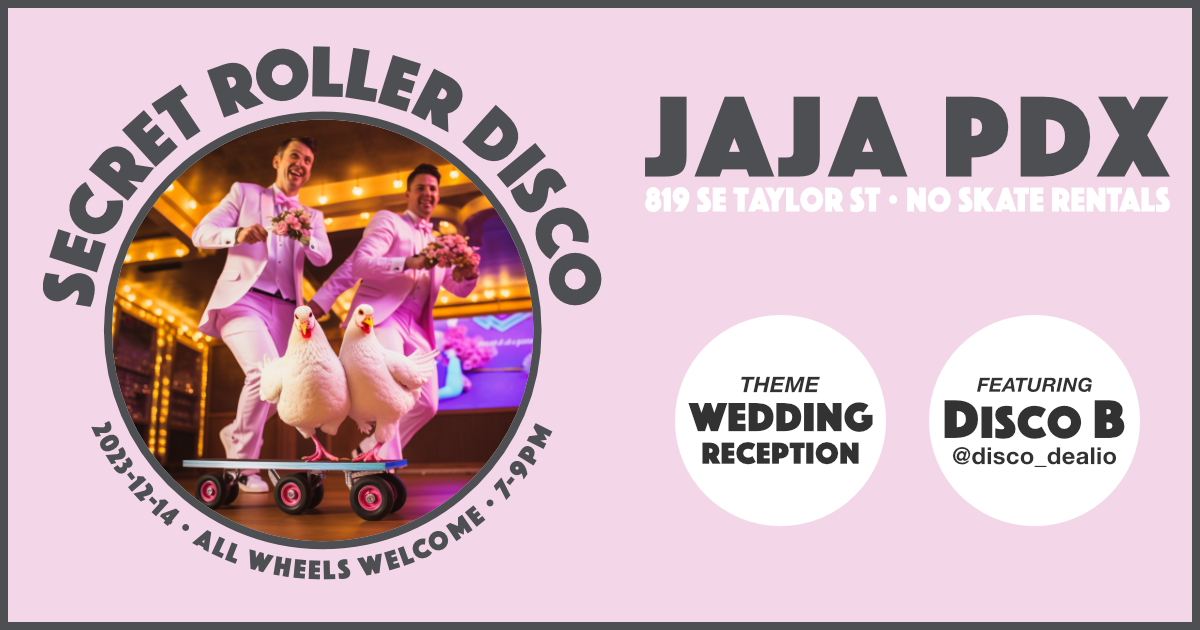 SECRET ROLLER DISCO
2023-12-14 • ALL WHEELS WELCOME • 7-9PM
JAJA PDX
819 SE TAYLOR ST • NO SKATE RENTALS
THEME
WEDDING
RECEPTION
FEATURING
DISCO B
@disco_dealio